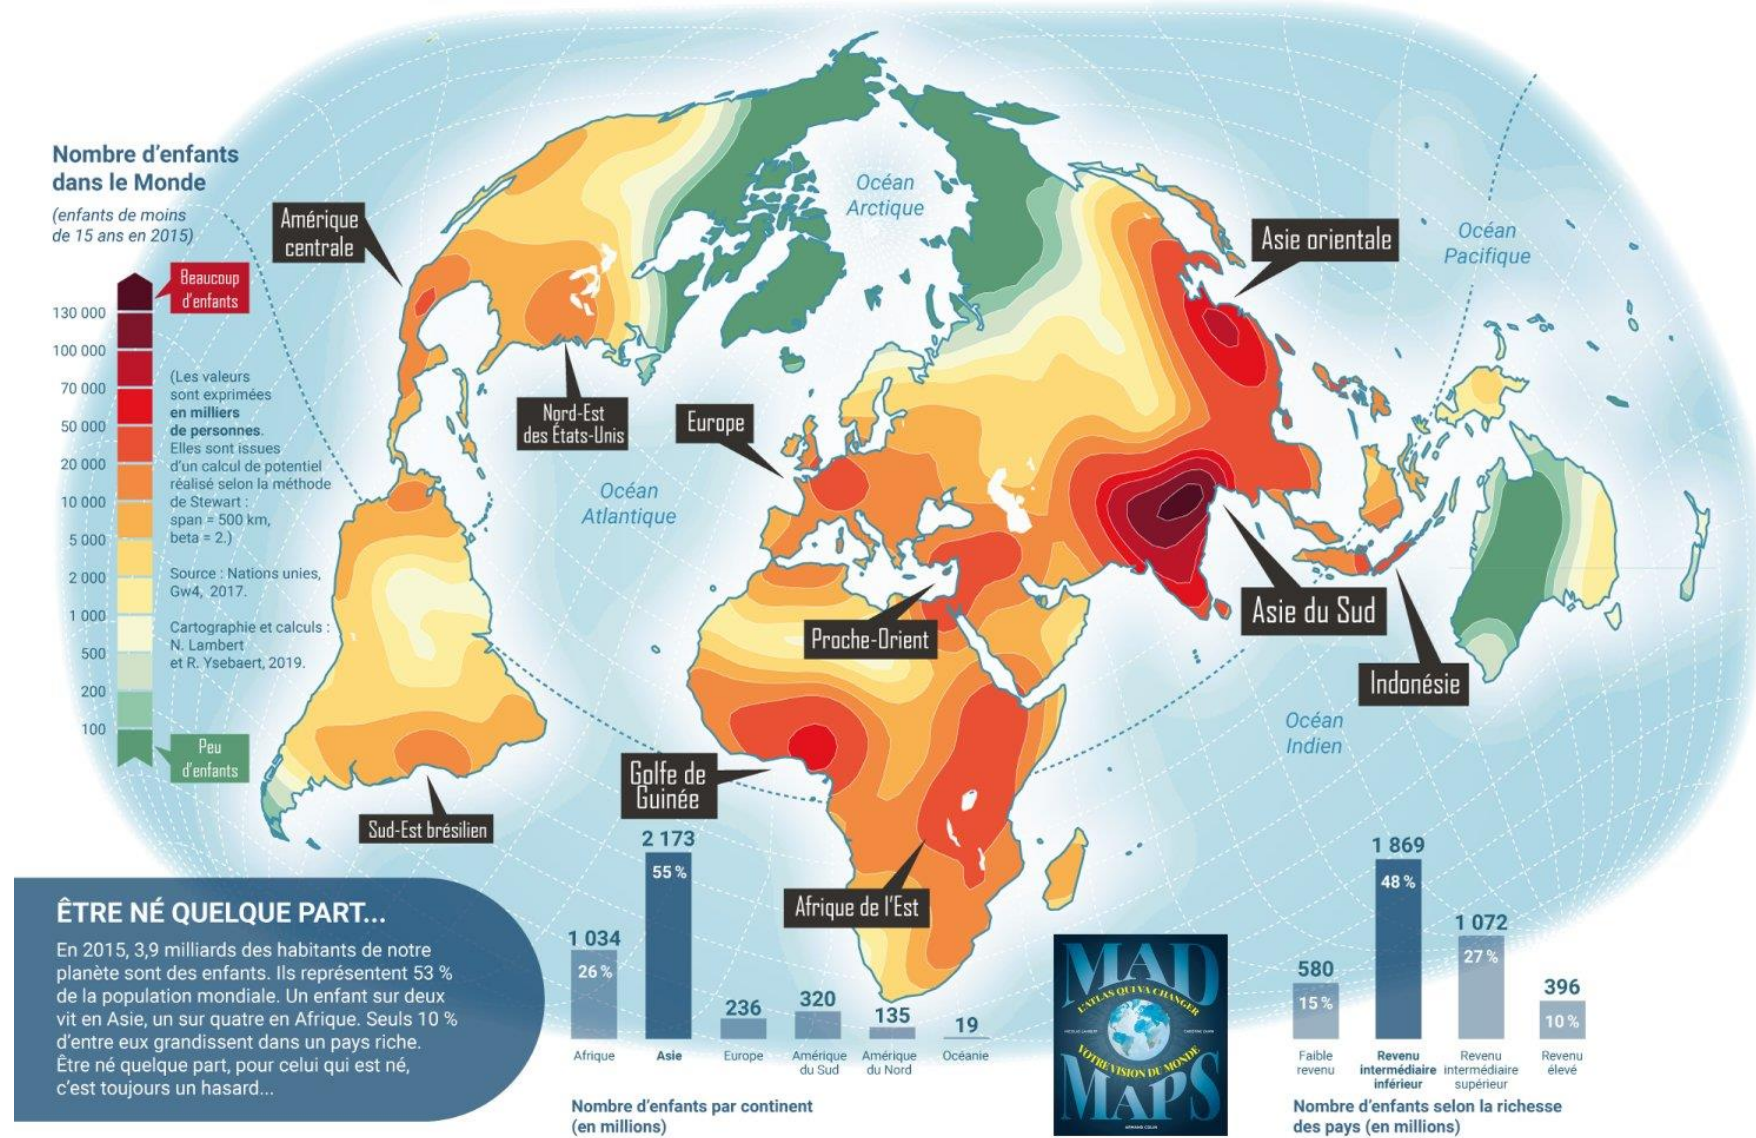 Nombre d'enfants
dans le Monde
(enfants de moins
de 15 ans en 2015)
Beaucoup
d'enfants
130 000
100 000
70 000
50 000
20 000
10 000
5 000
2 000
1 000
500
200
100
Peu
d'enfants
(Les valeurs
sont exprimées
en milliers
de personnes.
Elles sont issues
d'un calcul de potentiel
réalisé selon la méthode
de Stewart :
span = 500 km,
beta = 2.)
Source : Nations unies,
Gw4, 2017.
Cartographie et calculs :
N. Lambert
et R. Ysebaert, 2019.
Amérique
centrale
Nord-Est
des États-Unis
Europe
Océan
Arctique
Océan
Atlantique
Asie orientale
Océan
Pacifique
Proche-Orient
Asie du Sud
Indonésie
Océan
Indien
Golfe de
Guinée
Sud-Est brésilien
Afrique de l'Est
ÊTRE NÉ QUELQUE PART...
En 2015, 3,9 milliards des habitants de notre
planète sont des enfants. Ils représentent 53 %
de la population mondiale. Un enfant sur deux
vit en Asie, un sur quatre en Afrique. Seuls 10 %
d'entre eux grandissent dans un pays riche.
Être né quelque part, pour celui qui est né,
c'est toujours un hasard...
1 034
26 %
Afrique
2 173
55 %
Asie
236
Europe
320
Amérique
du Sud
135
Amérique
du Nord
19
Océanie
Nombre d'enfants par continent
(en millions)
MAD
L'ATLAS QUI VA CHANGER
NICOLAS LAMBERT
CHRISTINE ZANIN
VOTRE VISION DU MONDE
MAPS
ARMAND COLIN
580
15 %
Faible
revenu
1 869
48 %
Revenu
intermédiaire
inférieur
1 072
27 %
Revenu
intermédiaire
supérieur
396
10 %
Revenu
élevé
Nombre d'enfants selon la richesse
des pays (en millions)